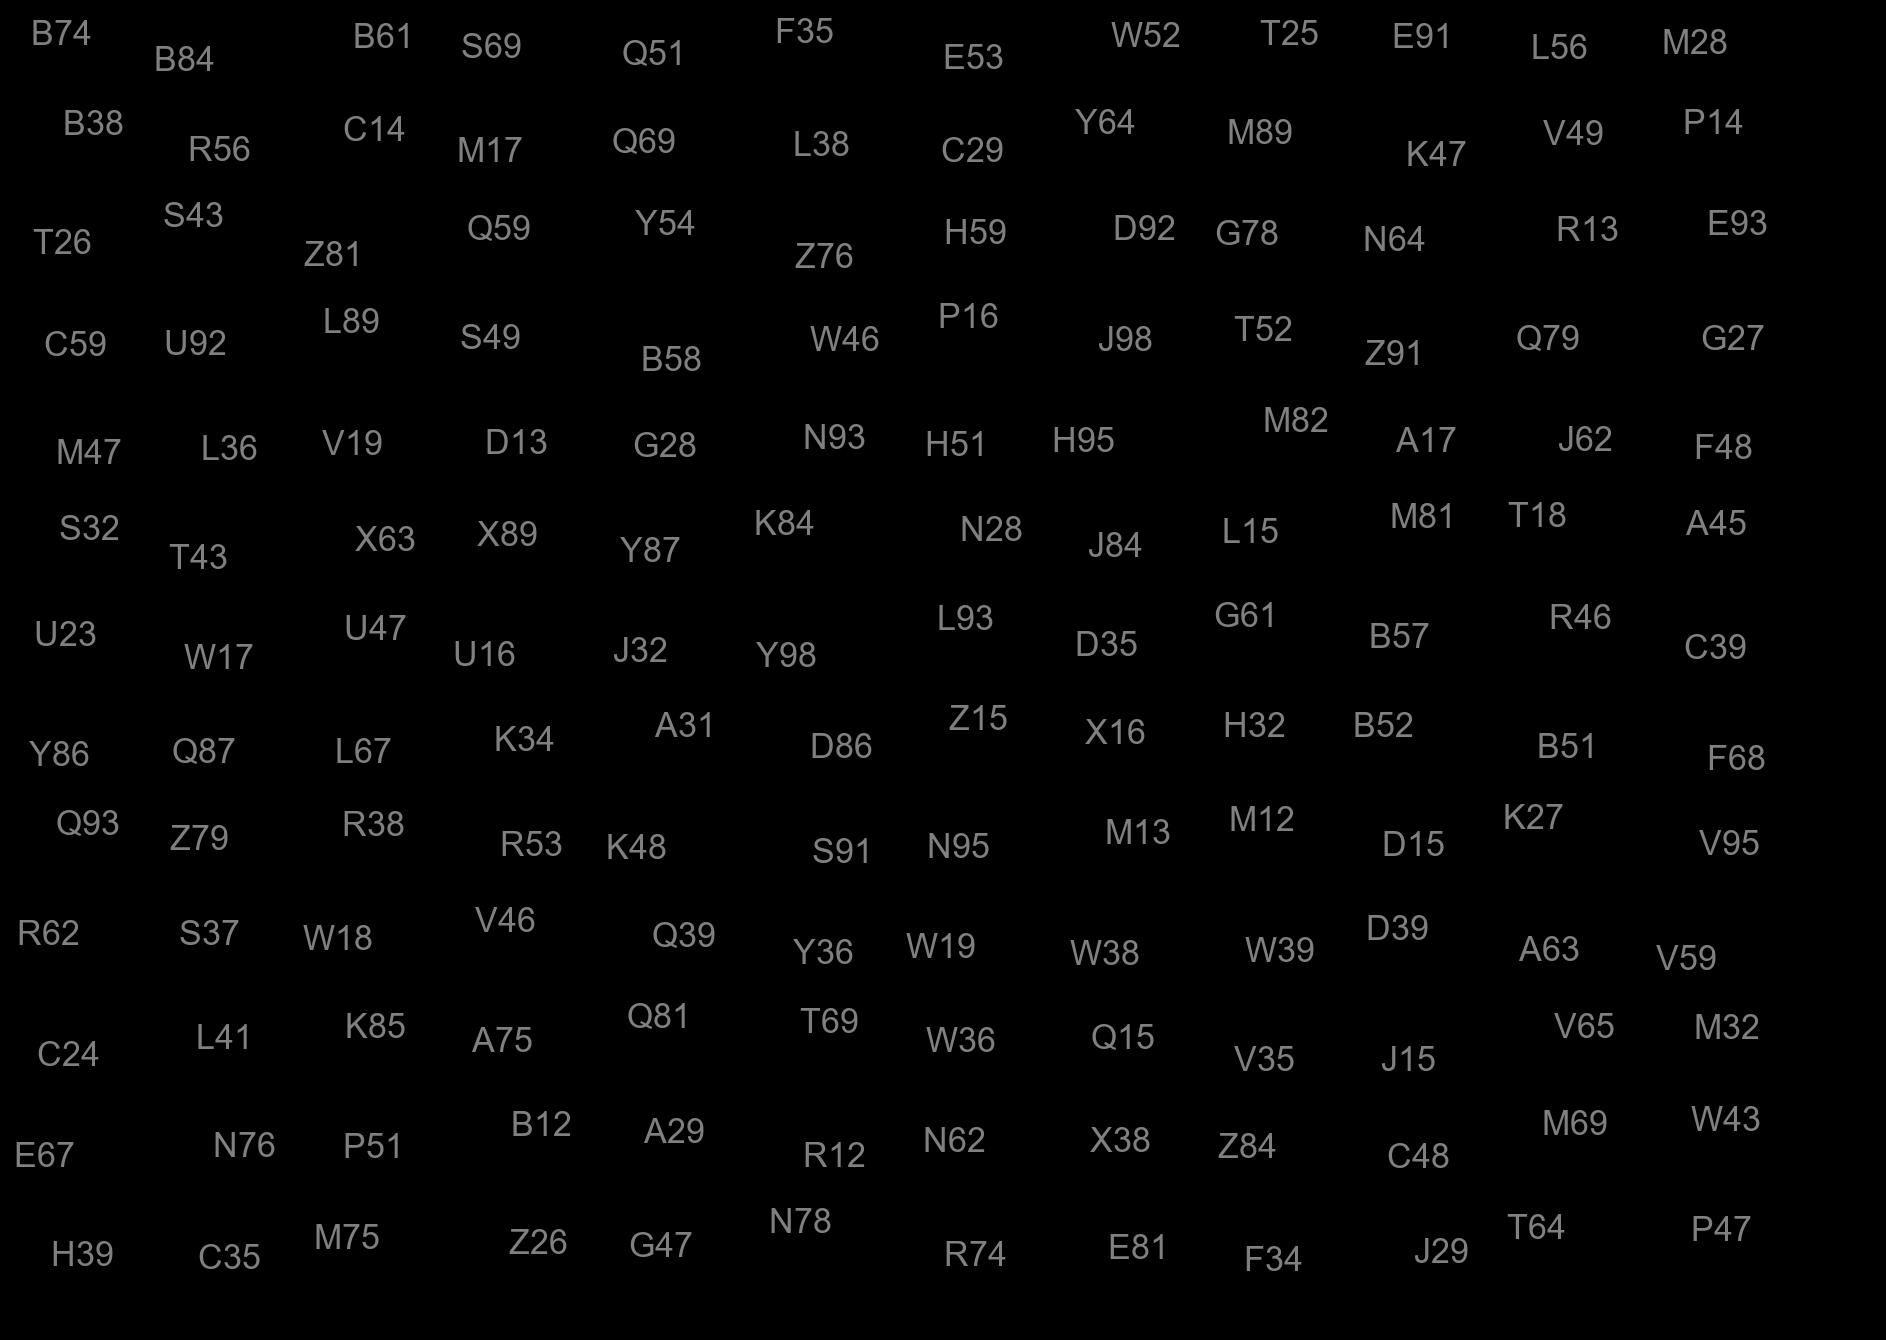 B74 B84 B61 S69 Q51 F35 E53 W52 T25 E91 L56 M28
B38 R56 C14 M17 Q69 L38 C29 Y64 M89 K47 V49 P14
T26 S43 Z81 Q59 Y54 Z76 H59 D92 G78 N64 R13 E93
C59 U92 L89 S49 B58 W46 P16 J98 T52 Z91 Q79 G27
M47 L36 V19 D13 G28 N93 H51 H95 M82 A17 J62 F48
S32 T43 X63 X89 Y87 K84 N28 J84 L15 M81 T18 A45
U23 W17 U47 U16 J32 Y98 L93 D35 G61 B57 R46 C39
Y86 Q87 L67 K34 A31 D86 Z15 X16 H32 B52 B51 F68
Q93 Z79 R38 R53 K48 S91 N95 M13 M12 D15 K27 V95
R62 S37 W18 V46 Q39 Y36 W19 W38 W39 D39 A63 V59
C24 L41 K85 A75 Q81 T69 W36 Q15 V35 J15 V65 M32
E67 N76 P51 B12 A29 R12 N62 X38 Z84 C48 M69 W43
H39 C35 M75 Z26 G47 N78 R74 E81 F34 J29 T64 P47